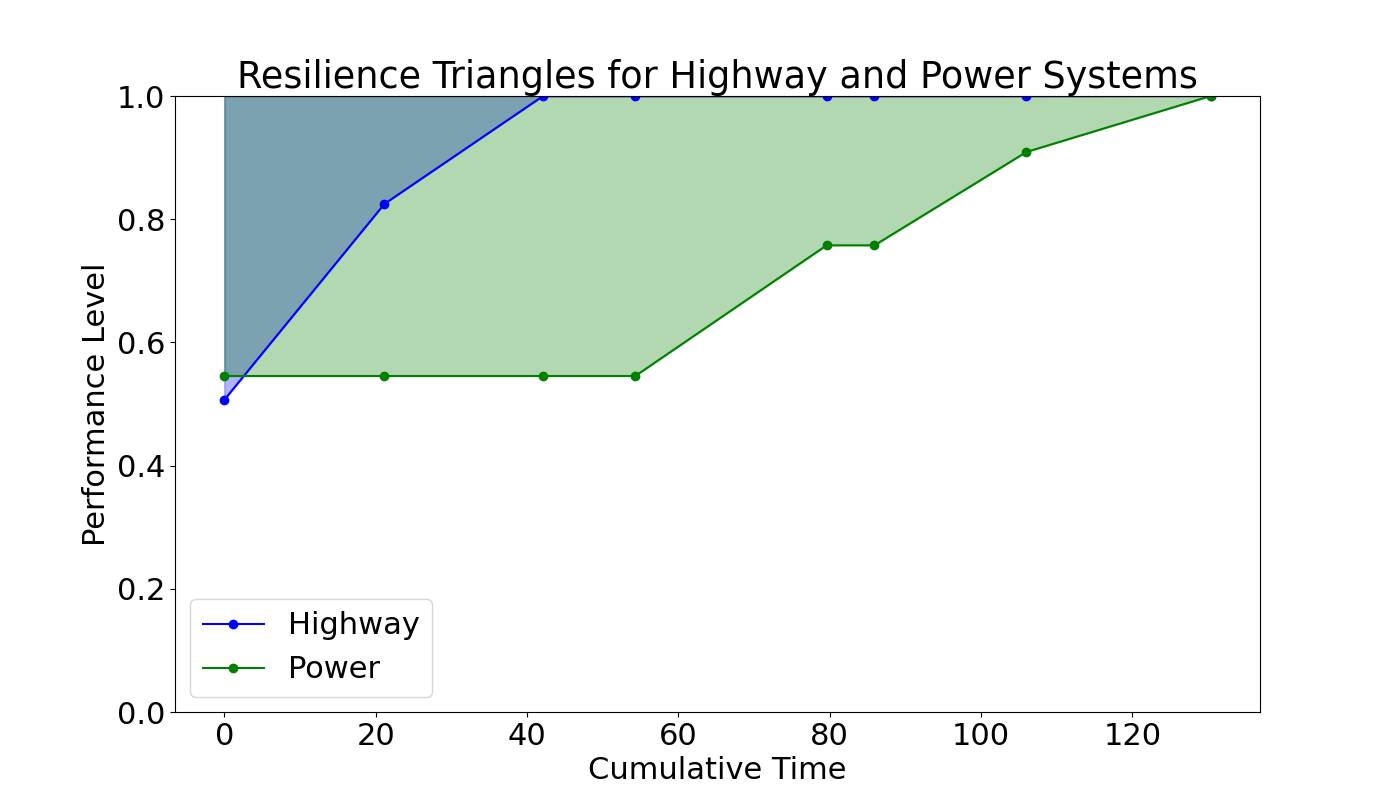 Resilience Triangles for Highway and Power Systems
1.0
0.8
0.6
0.4
0.2
0.0
Performance Level
Highway
Power
0 20 40 60 80 100 120
Cumulative Time